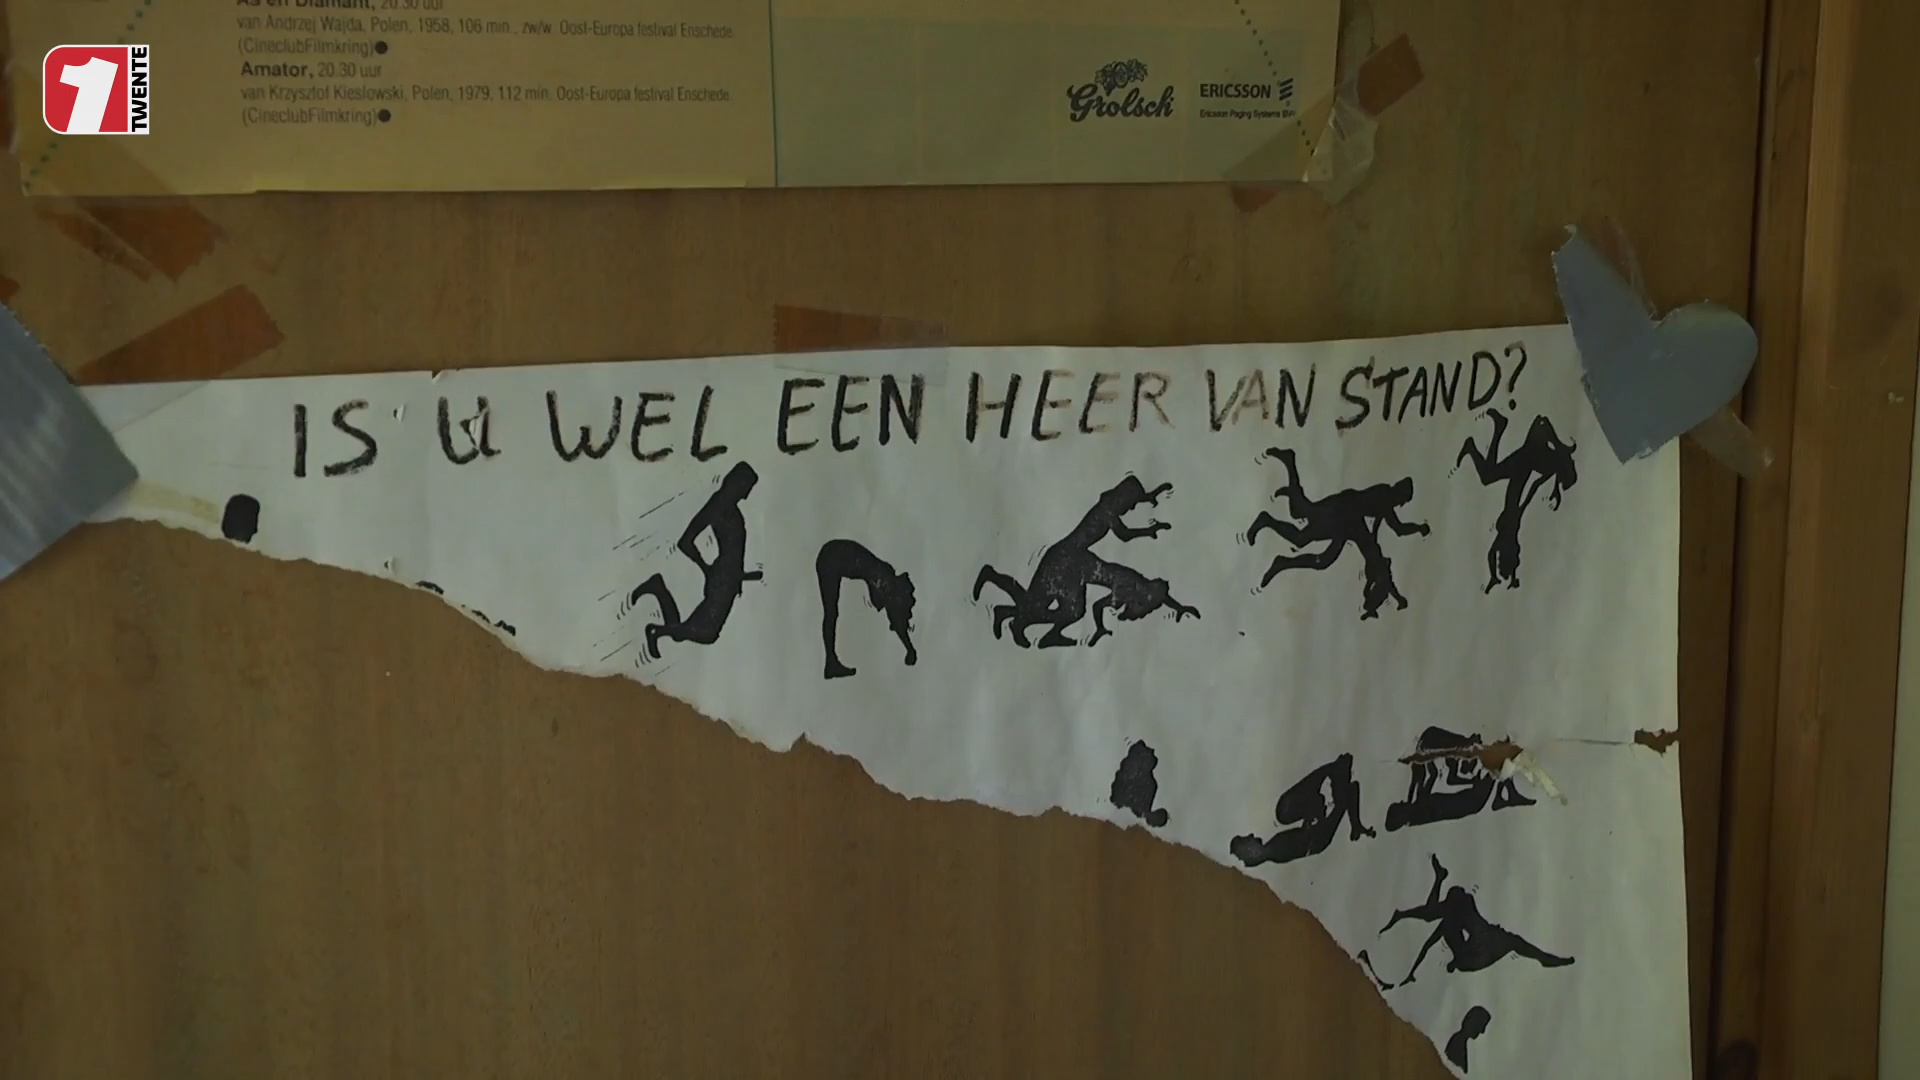 As en Diamant, 20.30 uur
van Andrzej Wajda, Polen, 1958, 106 min., zw/w. Oost-Europa festival Enschede.
(CineclubFilmkring)●
Amator, 20.30 uur
van Krzysztof Kieslowski, Polen, 1979, 112 min. Oost-Europa festival Enschede.
(CineclubFilmkring)●
1 TWENTE
Grolsch
ERICSSON
Ericsson Paging Systems BV
IS U WEL EEN HEER VAN STAND?